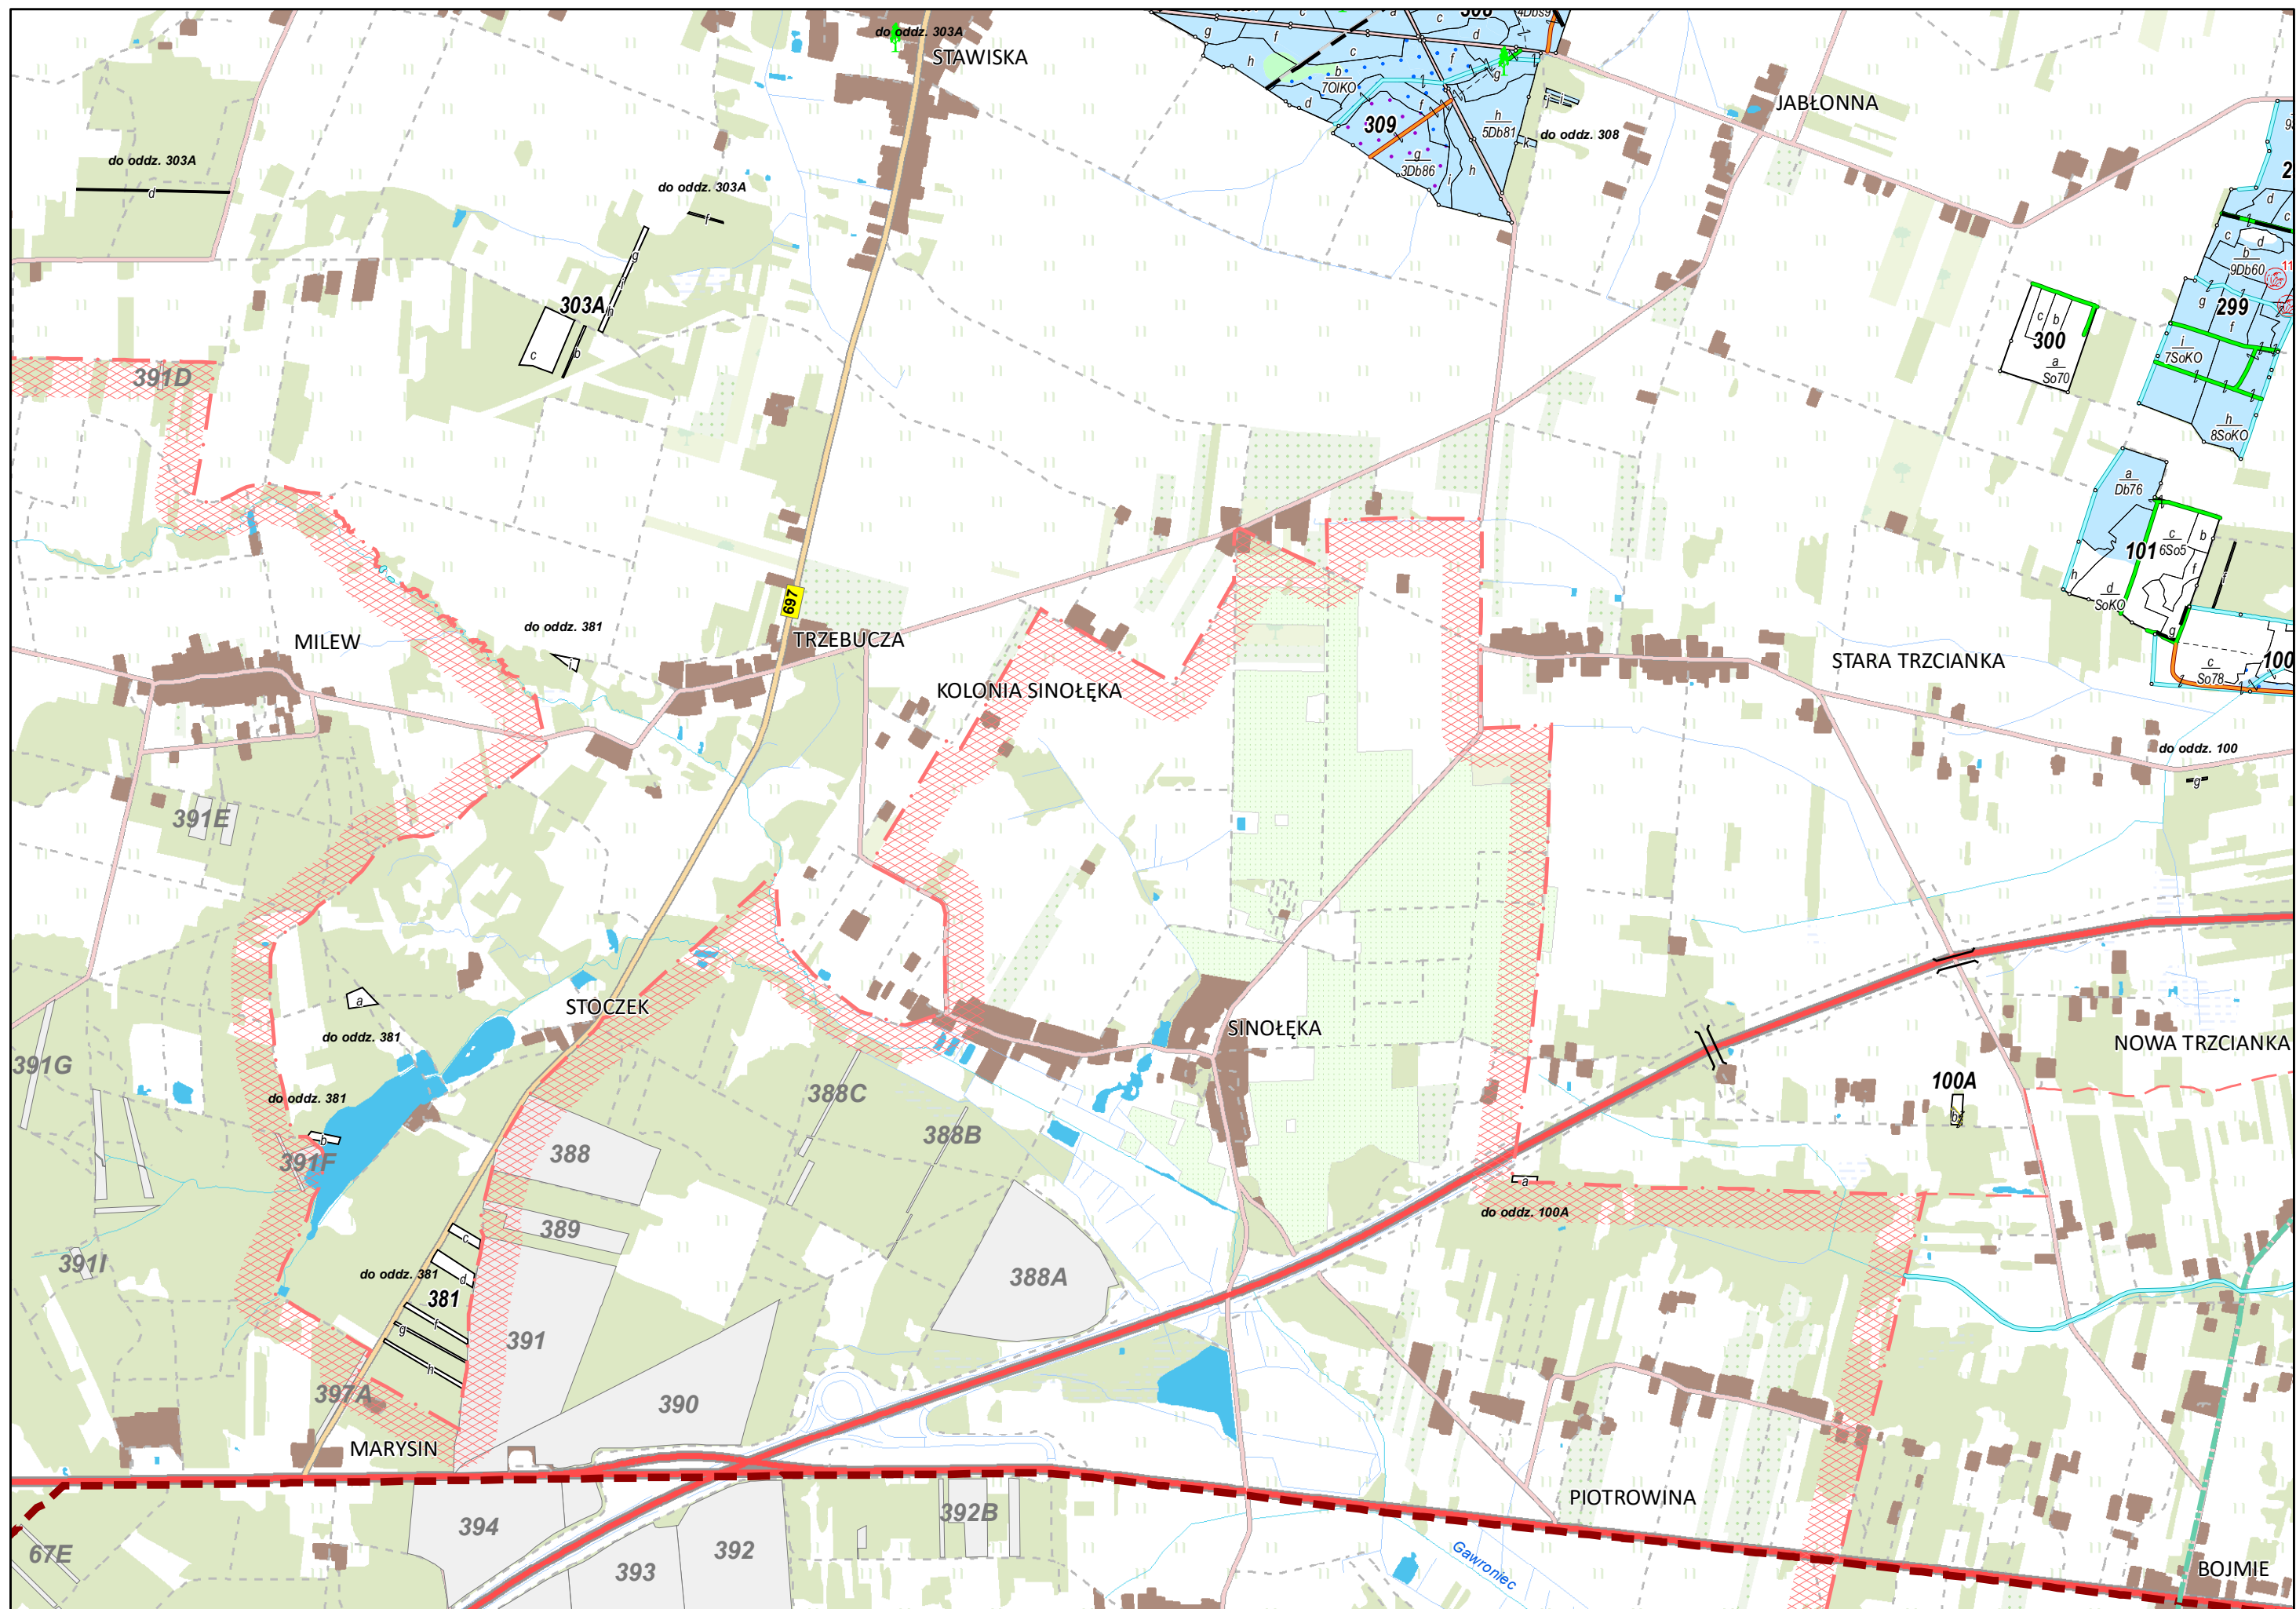 do oddz. 303A
STAWISKA
308
4Dbs9
a
c
c
g
f
d
h
c
f
b
7OlKO
g
d
f
309
h
5Db81
g
3Db86
h
i
k
do oddz. 308
JABŁONNA
do oddz. 303A
d
do oddz. 303A
f
g
i
h
303A
c
b
d
c
c
d
b
9Db60
11
g
299
f
i
7SoKO
h
8SoKO
c
b
300
a
So70
391D
a
Db76
101
c
6So5
b
f
f
h
d
SoKO
g
c
So78
100
697
do oddz. 381
i
MILEW
TRZEBUCZA
KOLONIA SINOŁĘKA
STARA TRZCIANKA
do oddz. 100
g
391E
a
STOCZEK
do oddz. 381
SINOŁĘKA
NOWA TRZCIANKA
391G
do oddz. 381
b
391F
388C
388B
100A
b
388
a
do oddz. 100A
389
c
391I
do oddz. 381
d
381
f
g
h
388A
391
397A
390
MARYSIN
PIOTROWINA
394
392B
392
393
67E
Gawroniec
BOJMIE